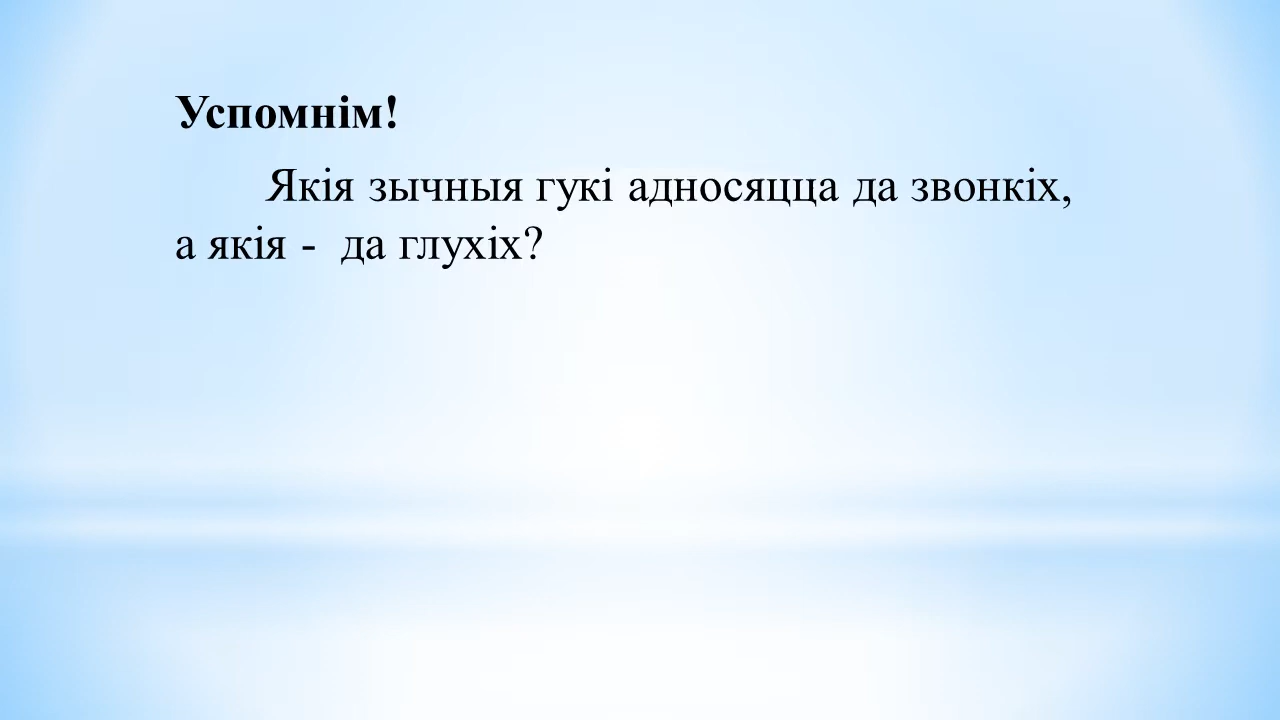 Успомнім!
Якія зычныя гукі адносяцца да звонкіх,
а якія -  да глухіх?